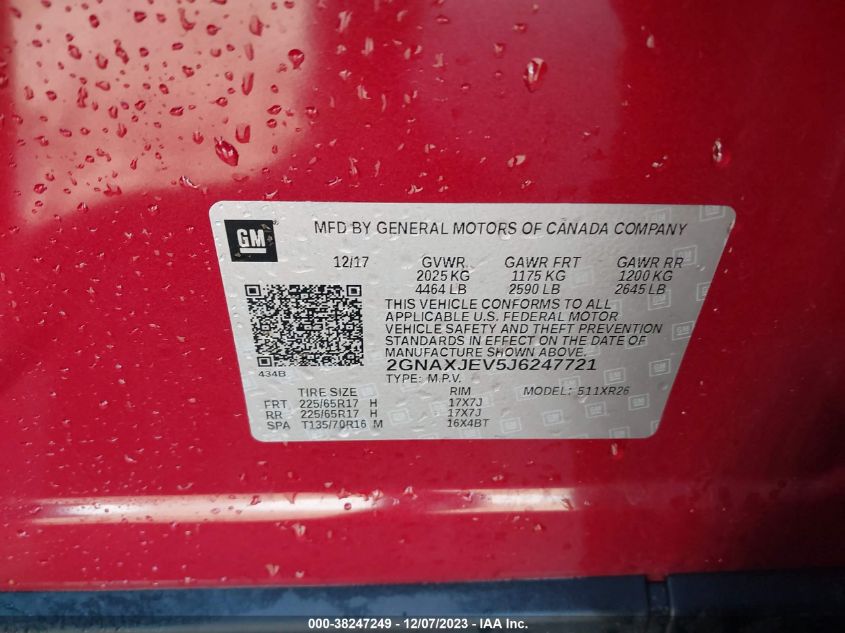 GM
MFD BY GENERAL MOTORS OF CANADA COMPANY
12/17 GVWR GAWR FRT GAWR RR
2025 KG 1175 KG 1200 KG
4464 LB 2590 LB 2645 LB
THIS VEHICLE CONFORMS TO ALL
APPLICABLE U.S. FEDERAL MOTOR
VEHICLE SAFETY AND THEFT PREVENTION
STANDARDS IN EFFECT ON THE DATE OF
MANUFACTURE SHOWN ABOVE.
434B 2GNAXJEV5J6247721
TYPE: M.P.V.
TIRE SIZE RIM MODEL: 511XR26
FRT 225/65R17 H 17X7J
RR 225/65R17 H 17X7J
SPA T135/70R16 M 16X4BT
000-38247249 - 12/07/2023 - IAA Inc.